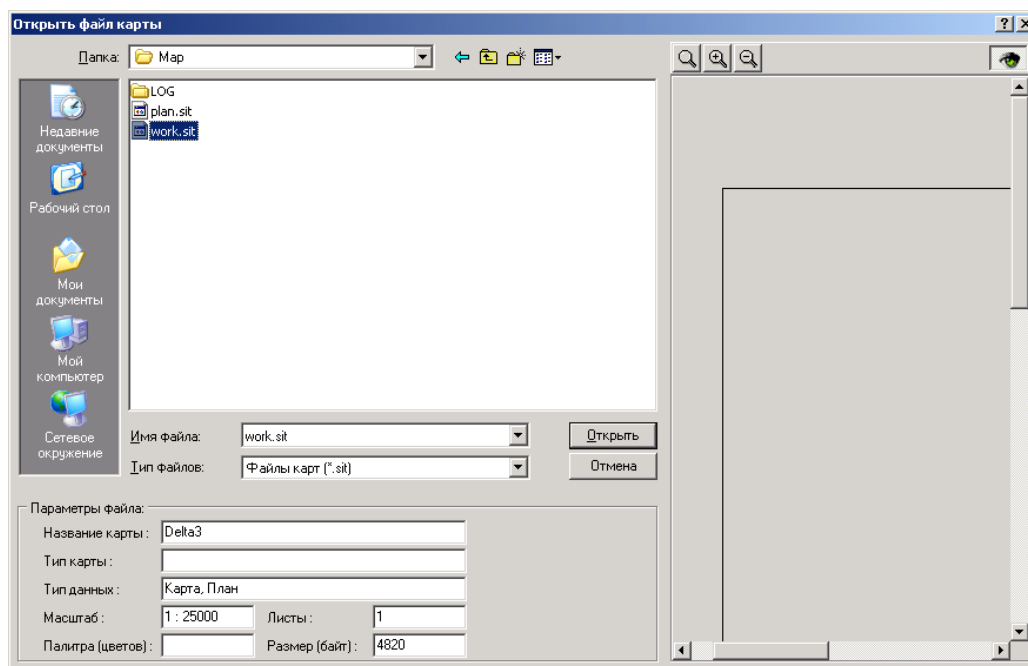 Открыть файл карты
Папка: Map
LOG
plan.sit
work.sit
Недавние
документы
Рабочий стол
Мои
документы
Мой
компьютер
Сетевое
окружение
Имя файла: work.sit Открыть
Тип файлов: Файлы карт (*.sit) Отмена
Параметры файла:
Название карты : Delta3
Тип карты :
Тип данных : Карта, План
Масштаб : 1 : 25000 Листы : 1
Палитра (цветов) : Размер (байт) : 4820